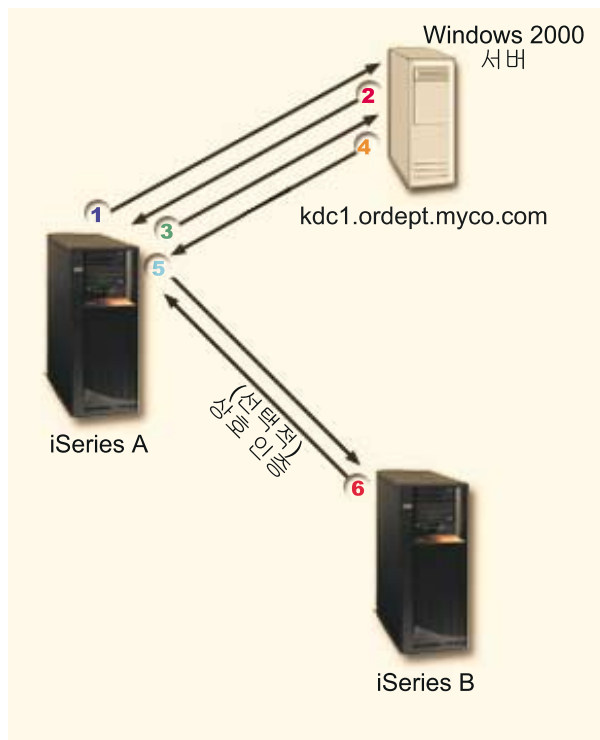 Windows 2000
서버
2
4
kdc1.ordept.myco.com
1
3
5
iSeries A
(선택적)
상호 인증
6
iSeries B